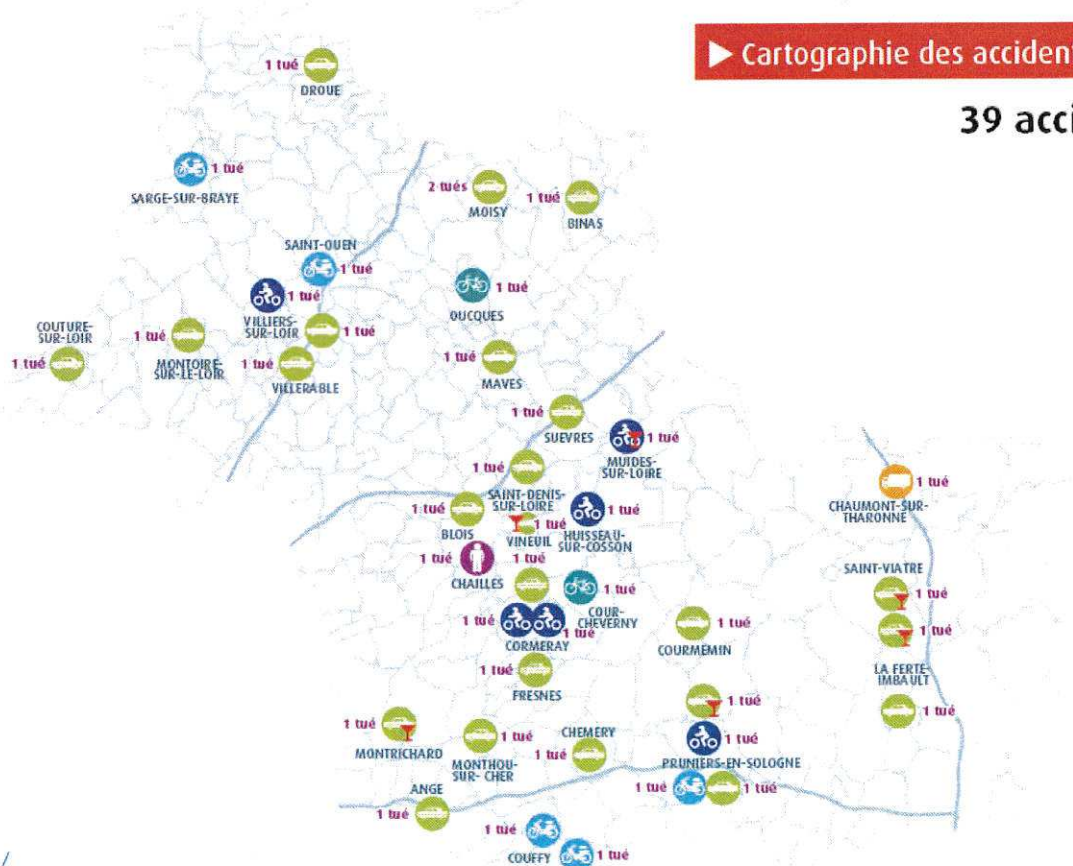 ▶ Cartographie des accident
39 acci
1 tué
DROUE
1 tué
SARGE-SUR-BRAYE
2 tués
MOISY
1 tué
BINAS
SAINT-OUEN
1 tué
1 tué
VILLIERS-
SUR-LOIR
1 tué
OUCQUES
COUTURE-
SUR-LOIR
1 tué
1 tué
MONTOIRE-
SUR-LE-LOIR
1 tué
1 tué
VILLERABLE
1 tué
MAVES
1 tué
SUEVRES
1 tué
MUIDES-
SUR-LOIRE
1 tué
SAINT-DENIS-
SUR-LOIRE
1 tué
CHAUMONT-SUR-
THARONNE
1 tué
BLOIS
1 tué
VINEUIL
1 tué
HUISSEAU-
SUR-COSSON
1 tué
CHAILLES
1 tué
SAINT-VIATRE
1 tué
1 tué
COUR-
CHEVERNY
1 tué
1 tué
CORMERAY
1 tué
COURMEMIN
1 tué
LA FERTE-
IMBAULT
1 tué
FRESNES
1 tué
1 tué
MONTRICHARD
1 tué
MONTHOU-
SUR- CHER
CHEMERY
1 tué
1 tué
PRUNIERS-EN-SOLOGNE
1 tué
1 tué
ANGE
1 tué
1 tué
COUFFY
1 tué
/